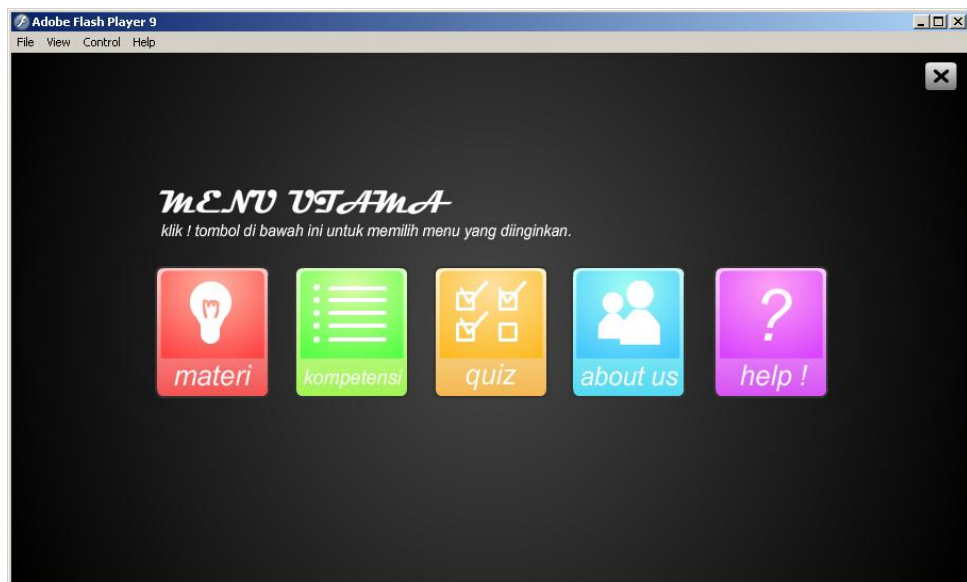 Adobe Flash Player 9
File View Control Help
MENU UTAMA
klik ! tombol di bawah ini untuk memilih menu yang diinginkan.
materi kompetensi quiz about us help !